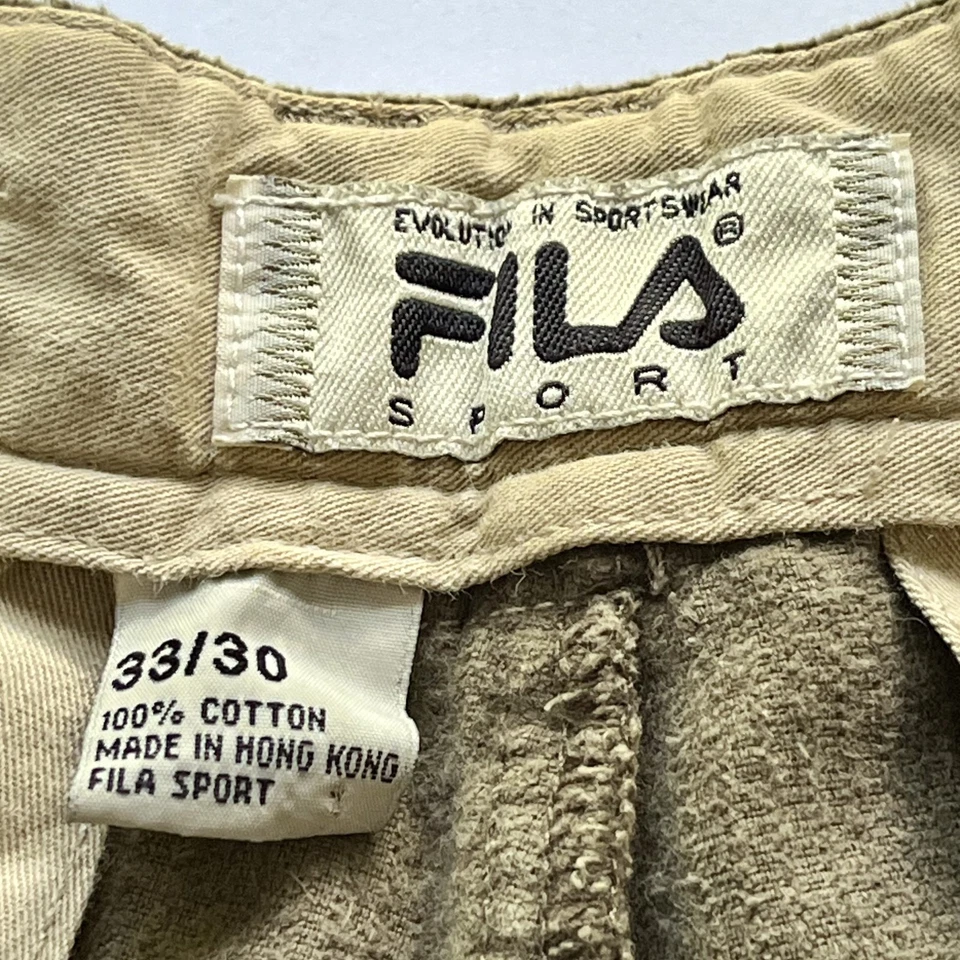 EVOLUTION IN SPORTSWEAR
FILA®
SPORT
33/30
100% COTTON
MADE IN HONG KONG
FILA SPORT